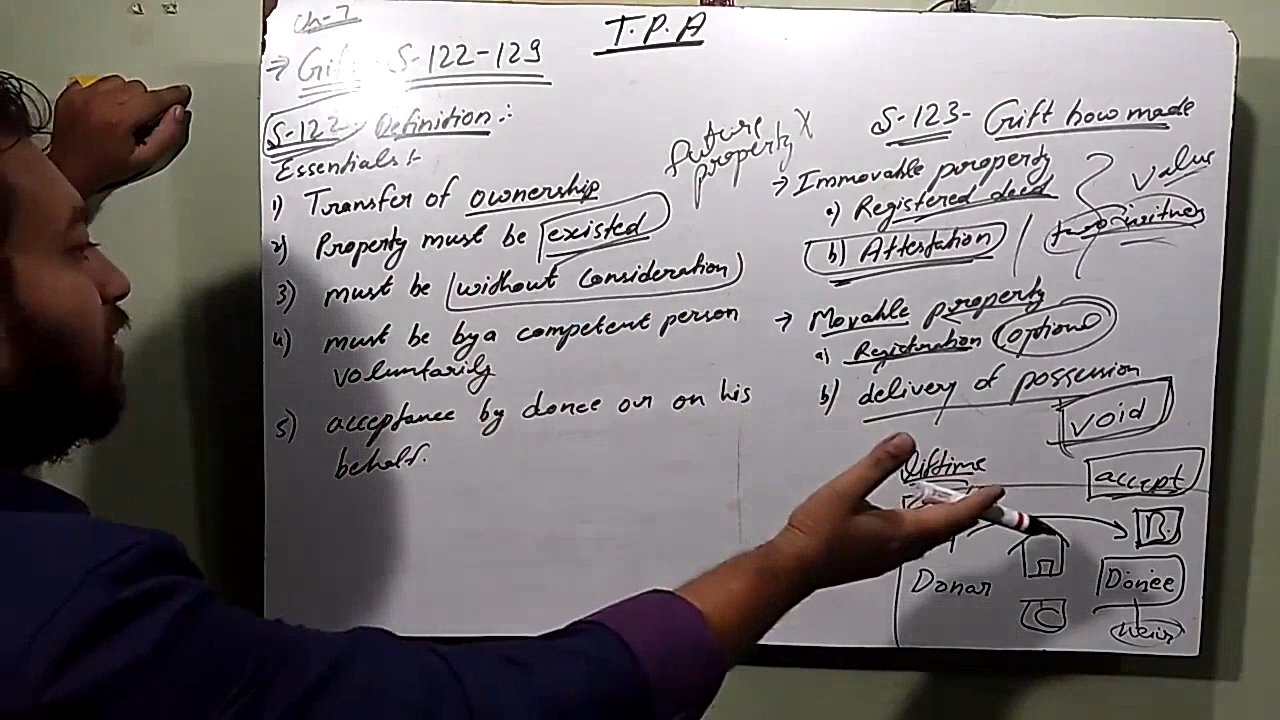 Ch-7
T.P.A
→ Gift S-122-129
S-122. Definition:-
Essentials:-
1) Transfer of ownership
2) Property must be existed
3) must be without consideration
4) must be by a competent person
voluntarily
5) acceptance by donee or on his
behalf.
future
property X
S-123- Gift how made
→ Immovable property
a) Registered deed
b) Attestation
value
two-witness
→ Movable property
a) Registration optional
b) delivery of possession
void
lifetime
accept
B.
Donar
Donee
C
heirs